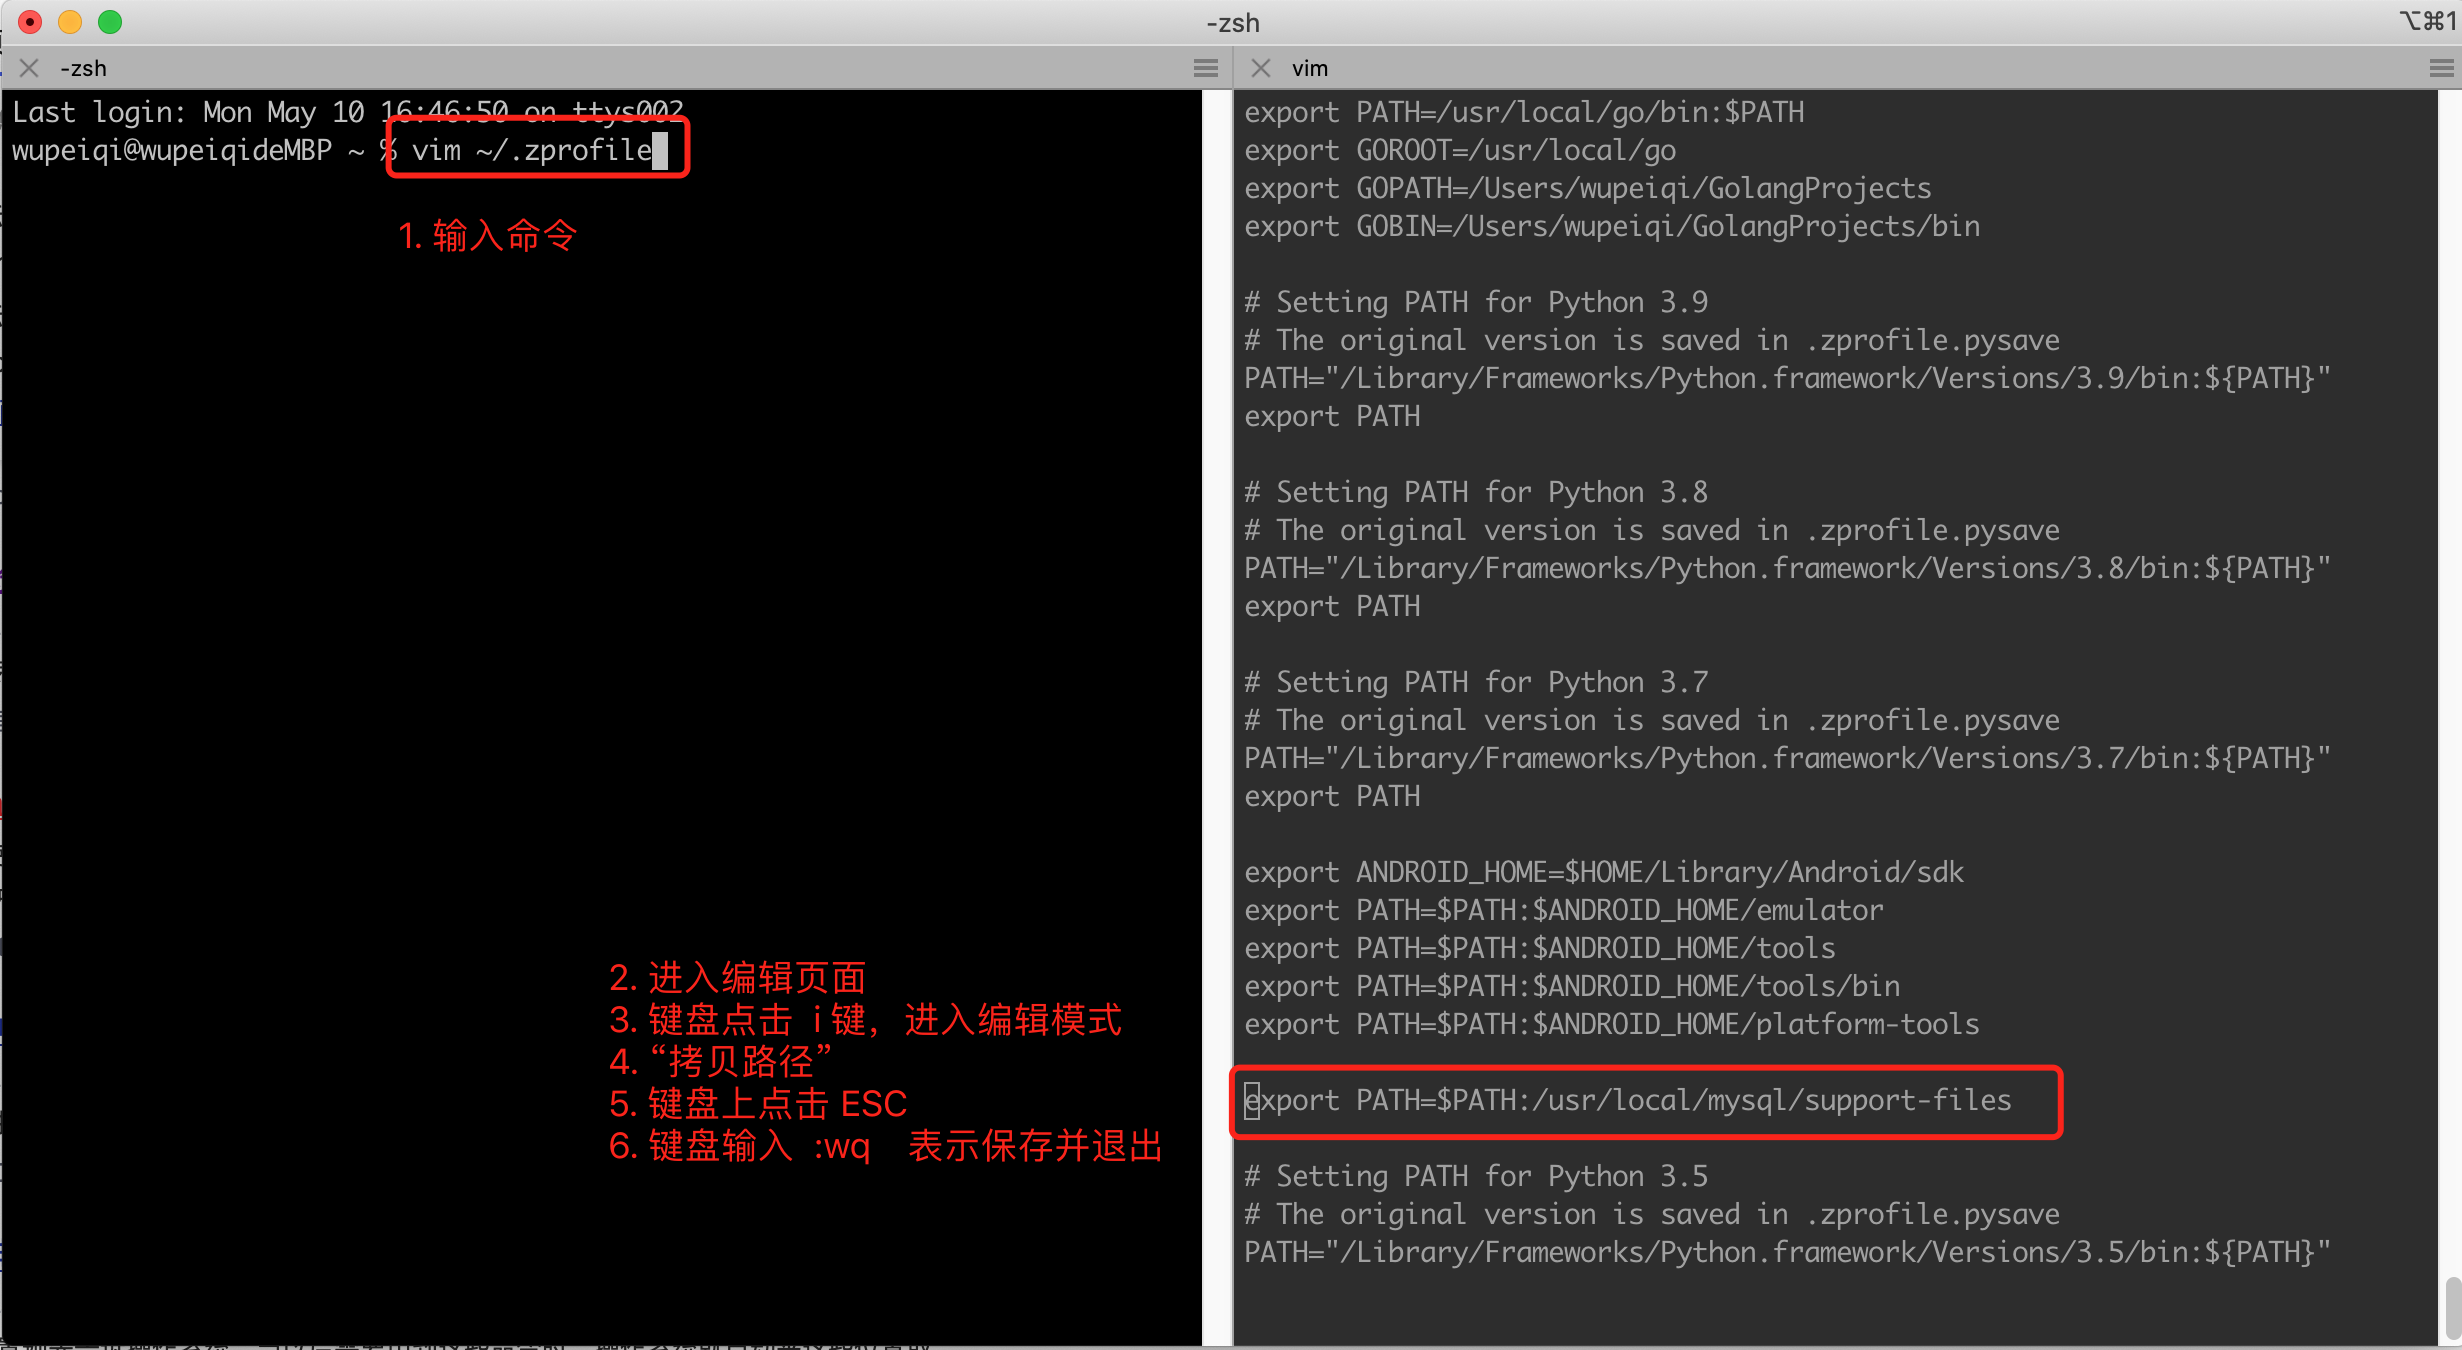 -zsh
⌥⌘1
-zsh
vim
Last login: Mon May 10 16:46:50 on ttys002
wupeiqi@wupeiqideMBP ~ % vim ~/.zprofile
1. 输入命令
2. 进入编辑页面
3. 键盘点击 i 键，进入编辑模式
4. “拷贝路径”
5. 键盘上点击 ESC
6. 键盘输入 :wq 表示保存并退出
export PATH=/usr/local/go/bin:$PATH
export GOROOT=/usr/local/go
export GOPATH=/Users/wupeiqi/GolangProjects
export GOBIN=/Users/wupeiqi/GolangProjects/bin
# Setting PATH for Python 3.9
# The original version is saved in .zprofile.pysave
PATH="/Library/Frameworks/Python.framework/Versions/3.9/bin:${PATH}"
export PATH
# Setting PATH for Python 3.8
# The original version is saved in .zprofile.pysave
PATH="/Library/Frameworks/Python.framework/Versions/3.8/bin:${PATH}"
export PATH
# Setting PATH for Python 3.7
# The original version is saved in .zprofile.pysave
PATH="/Library/Frameworks/Python.framework/Versions/3.7/bin:${PATH}"
export PATH
export ANDROID_HOME=$HOME/Library/Android/sdk
export PATH=$PATH:$ANDROID_HOME/emulator
export PATH=$PATH:$ANDROID_HOME/tools
export PATH=$PATH:$ANDROID_HOME/tools/bin
export PATH=$PATH:$ANDROID_HOME/platform-tools
export PATH=$PATH:/usr/local/mysql/support-files
# Setting PATH for Python 3.5
# The original version is saved in .zprofile.pysave
PATH="/Library/Frameworks/Python.framework/Versions/3.5/bin:${PATH}"